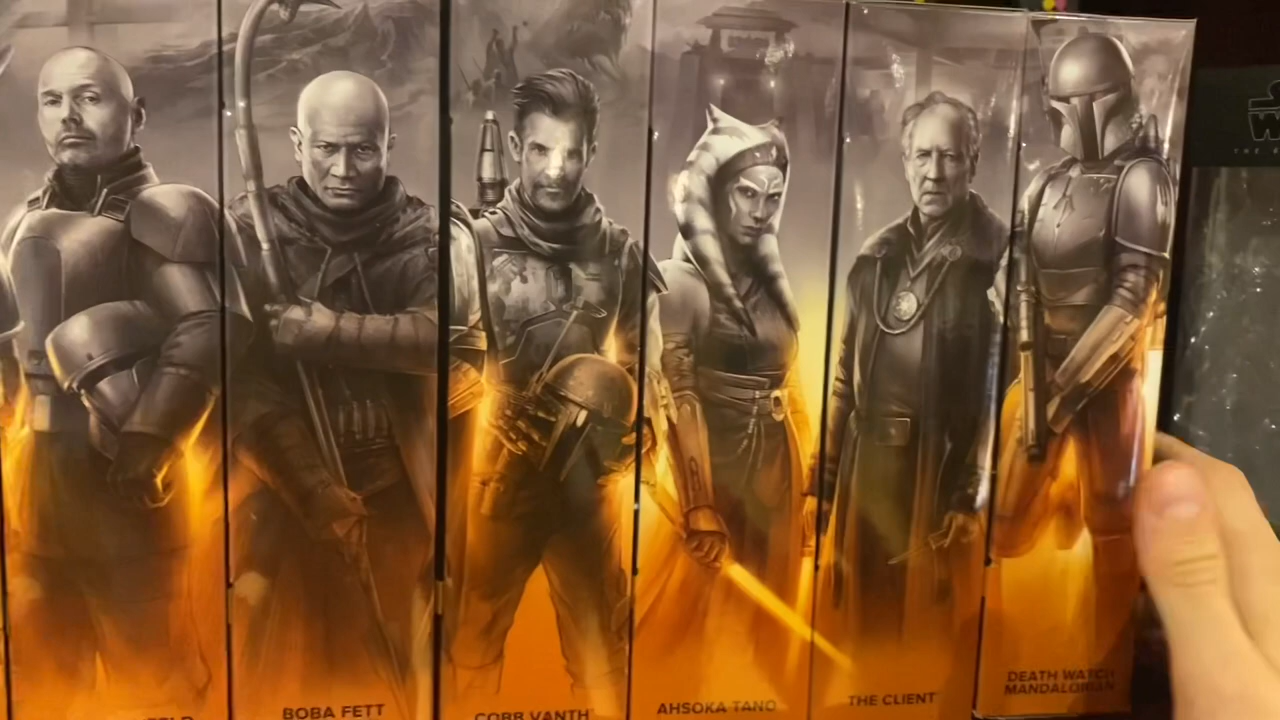 BOBA FETT
COBB VANTH
AHSOKA TANO
THE CLIENT
DEATH WATCH
MANDALORIAN